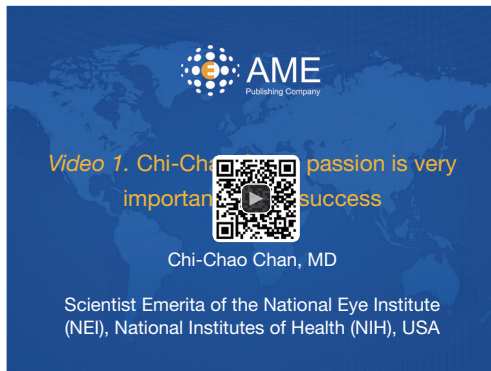 AME
Publishing Company
Video 1. Chi-Cha passion is very
importan success
Chi-Chao Chan, MD
Scientist Emerita of the National Eye Institute
(NEI), National Institutes of Health (NIH), USA